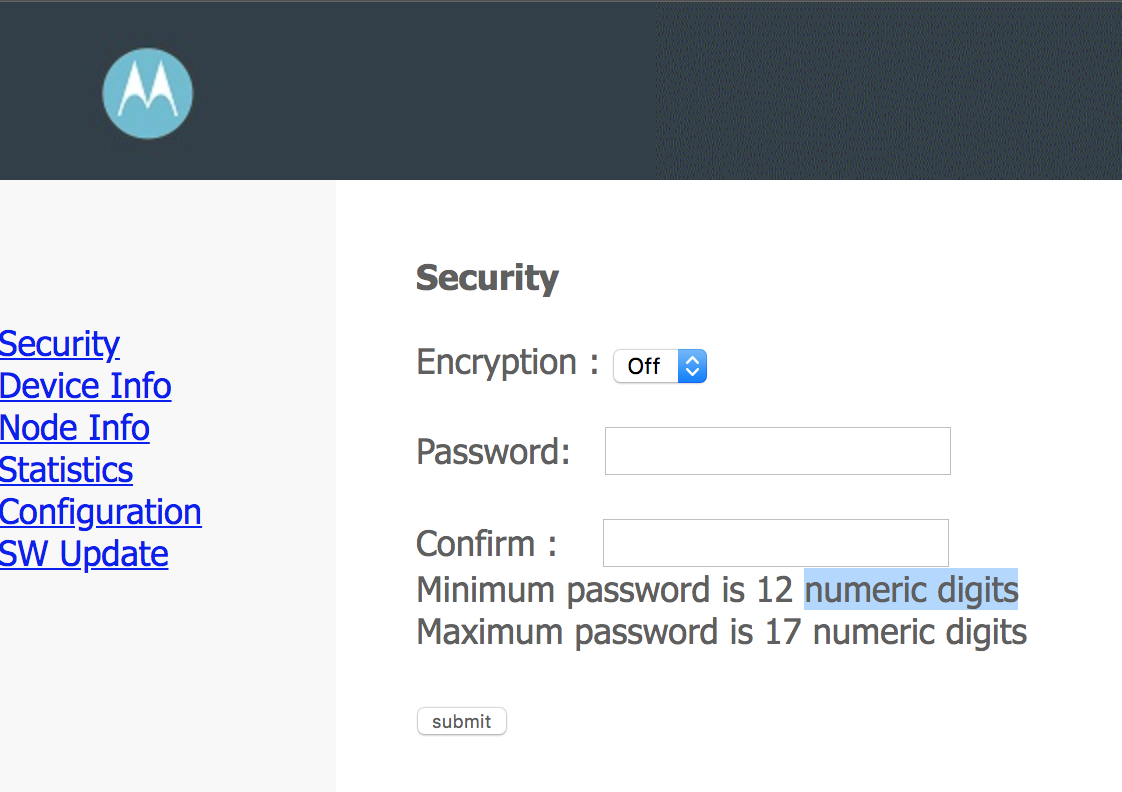 Security
Device Info
Node Info
Statistics
Configuration
SW Update
Security
Encryption : Off
Password:
Confirm :
Minimum password is 12 numeric digits
Maximum password is 17 numeric digits
submit